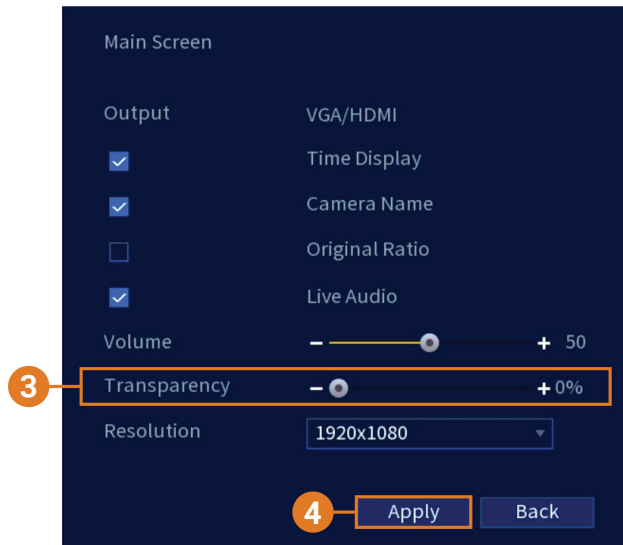 Main Screen
Output VGA/HDMI
Time Display
Camera Name
Original Ratio
Live Audio
Volume - + 50
3 Transparency - + 0%
Resolution 1920x1080
4 Apply Back